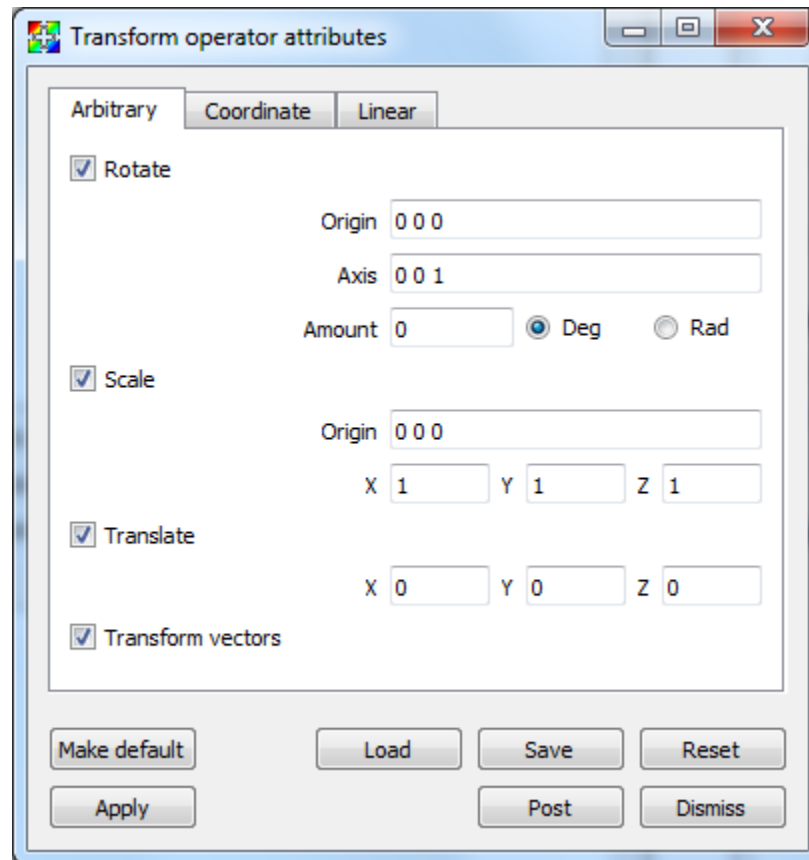 Transform operator attributes
Arbitrary Coordinate Linear
Rotate
Origin 0 0 0
Axis 0 0 1
Amount 0 Deg Rad
Scale
Origin 0 0 0
X 1 Y 1 Z 1
Translate
X 0 Y 0 Z 0
Transform vectors
Make default Load Save Reset
Apply Post Dismiss